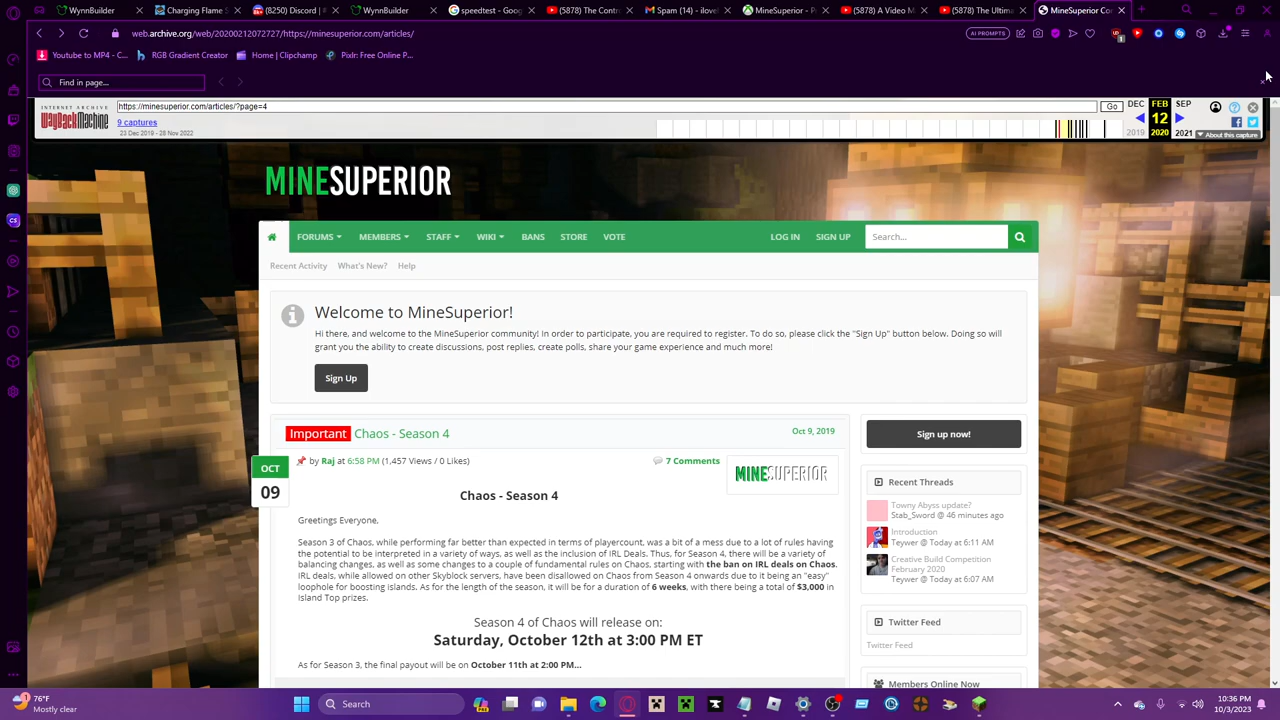 WynnBuilder
Charging Flame S
(8250) Discord |
WynnBuilder
speedtest - Goog
(5878) The Contr
Spam (14) - ilove
MineSuperior - P
(5878) A Video M
(5878) The Ultima
MineSuperior Co
web.archive.org/web/20200212072727/https://minesuperior.com/articles/
AI PROMPTS
Youtube to MP4 - C...
RGB Gradient Creator
Home | Clipchamp
Pixlr: Free Online P...
Find in page...
INTERNET ARCHIVE
WayBackMachine
https://minesuperior.com/articles/?page=4
Go
DEC
FEB
SEP
9 captures
12
23 Dec 2019 - 28 Nov 2022
2019
2020
2021
About this capture
MINESUPERIOR
FORUMS
MEMBERS
STAFF
WIKI
BANS
STORE
VOTE
LOG IN
SIGN UP
Search...
Recent Activity
What's New?
Help
Welcome to MineSuperior!
Hi there, and welcome to the MineSuperior community! In order to participate, you are required to register. To do so, please click the "Sign Up" button below. Doing so will
grant you the ability to create discussions, post replies, create polls, share your game experience and much more!
Sign Up
Important Chaos - Season 4
Oct 9, 2019
OCT
09
by Raj at 6:58 PM (1,457 Views / 0 Likes)
7 Comments
MINESUPERIOR
Chaos - Season 4
Greetings Everyone,
Season 3 of Chaos, while performing far better than expected in terms of playercount, was a bit of a mess due to a lot of rules having
the potential to be interpreted in a variety of ways, as well as the inclusion of IRL Deals. Thus, for Season 4, there will be a variety of
balancing changes, as well as some changes to a couple of fundamental rules on Chaos, starting with the ban on IRL deals on Chaos.
IRL deals, while allowed on other Skyblock servers, have been disallowed on Chaos from Season 4 onwards due to it being an "easy"
loophole for boosting islands. As for the length of the season, it will be for a duration of 6 weeks, with there being a total of $3,000 in
Island Top prizes.
Season 4 of Chaos will release on:
Saturday, October 12th at 3:00 PM ET
As for Season 3, the final payout will be on October 11th at 2:00 PM...
Sign up now!
Recent Threads
Towny Abyss update?
Stab_Sword @ 46 minutes ago
Introduction
Teywer @ Today at 6:11 AM
Creative Build Competition
February 2020
Teywer @ Today at 6:07 AM
Twitter Feed
Twitter Feed
Members Online Now
76°F
Mostly clear
Search
10:36 PM
10/3/2023